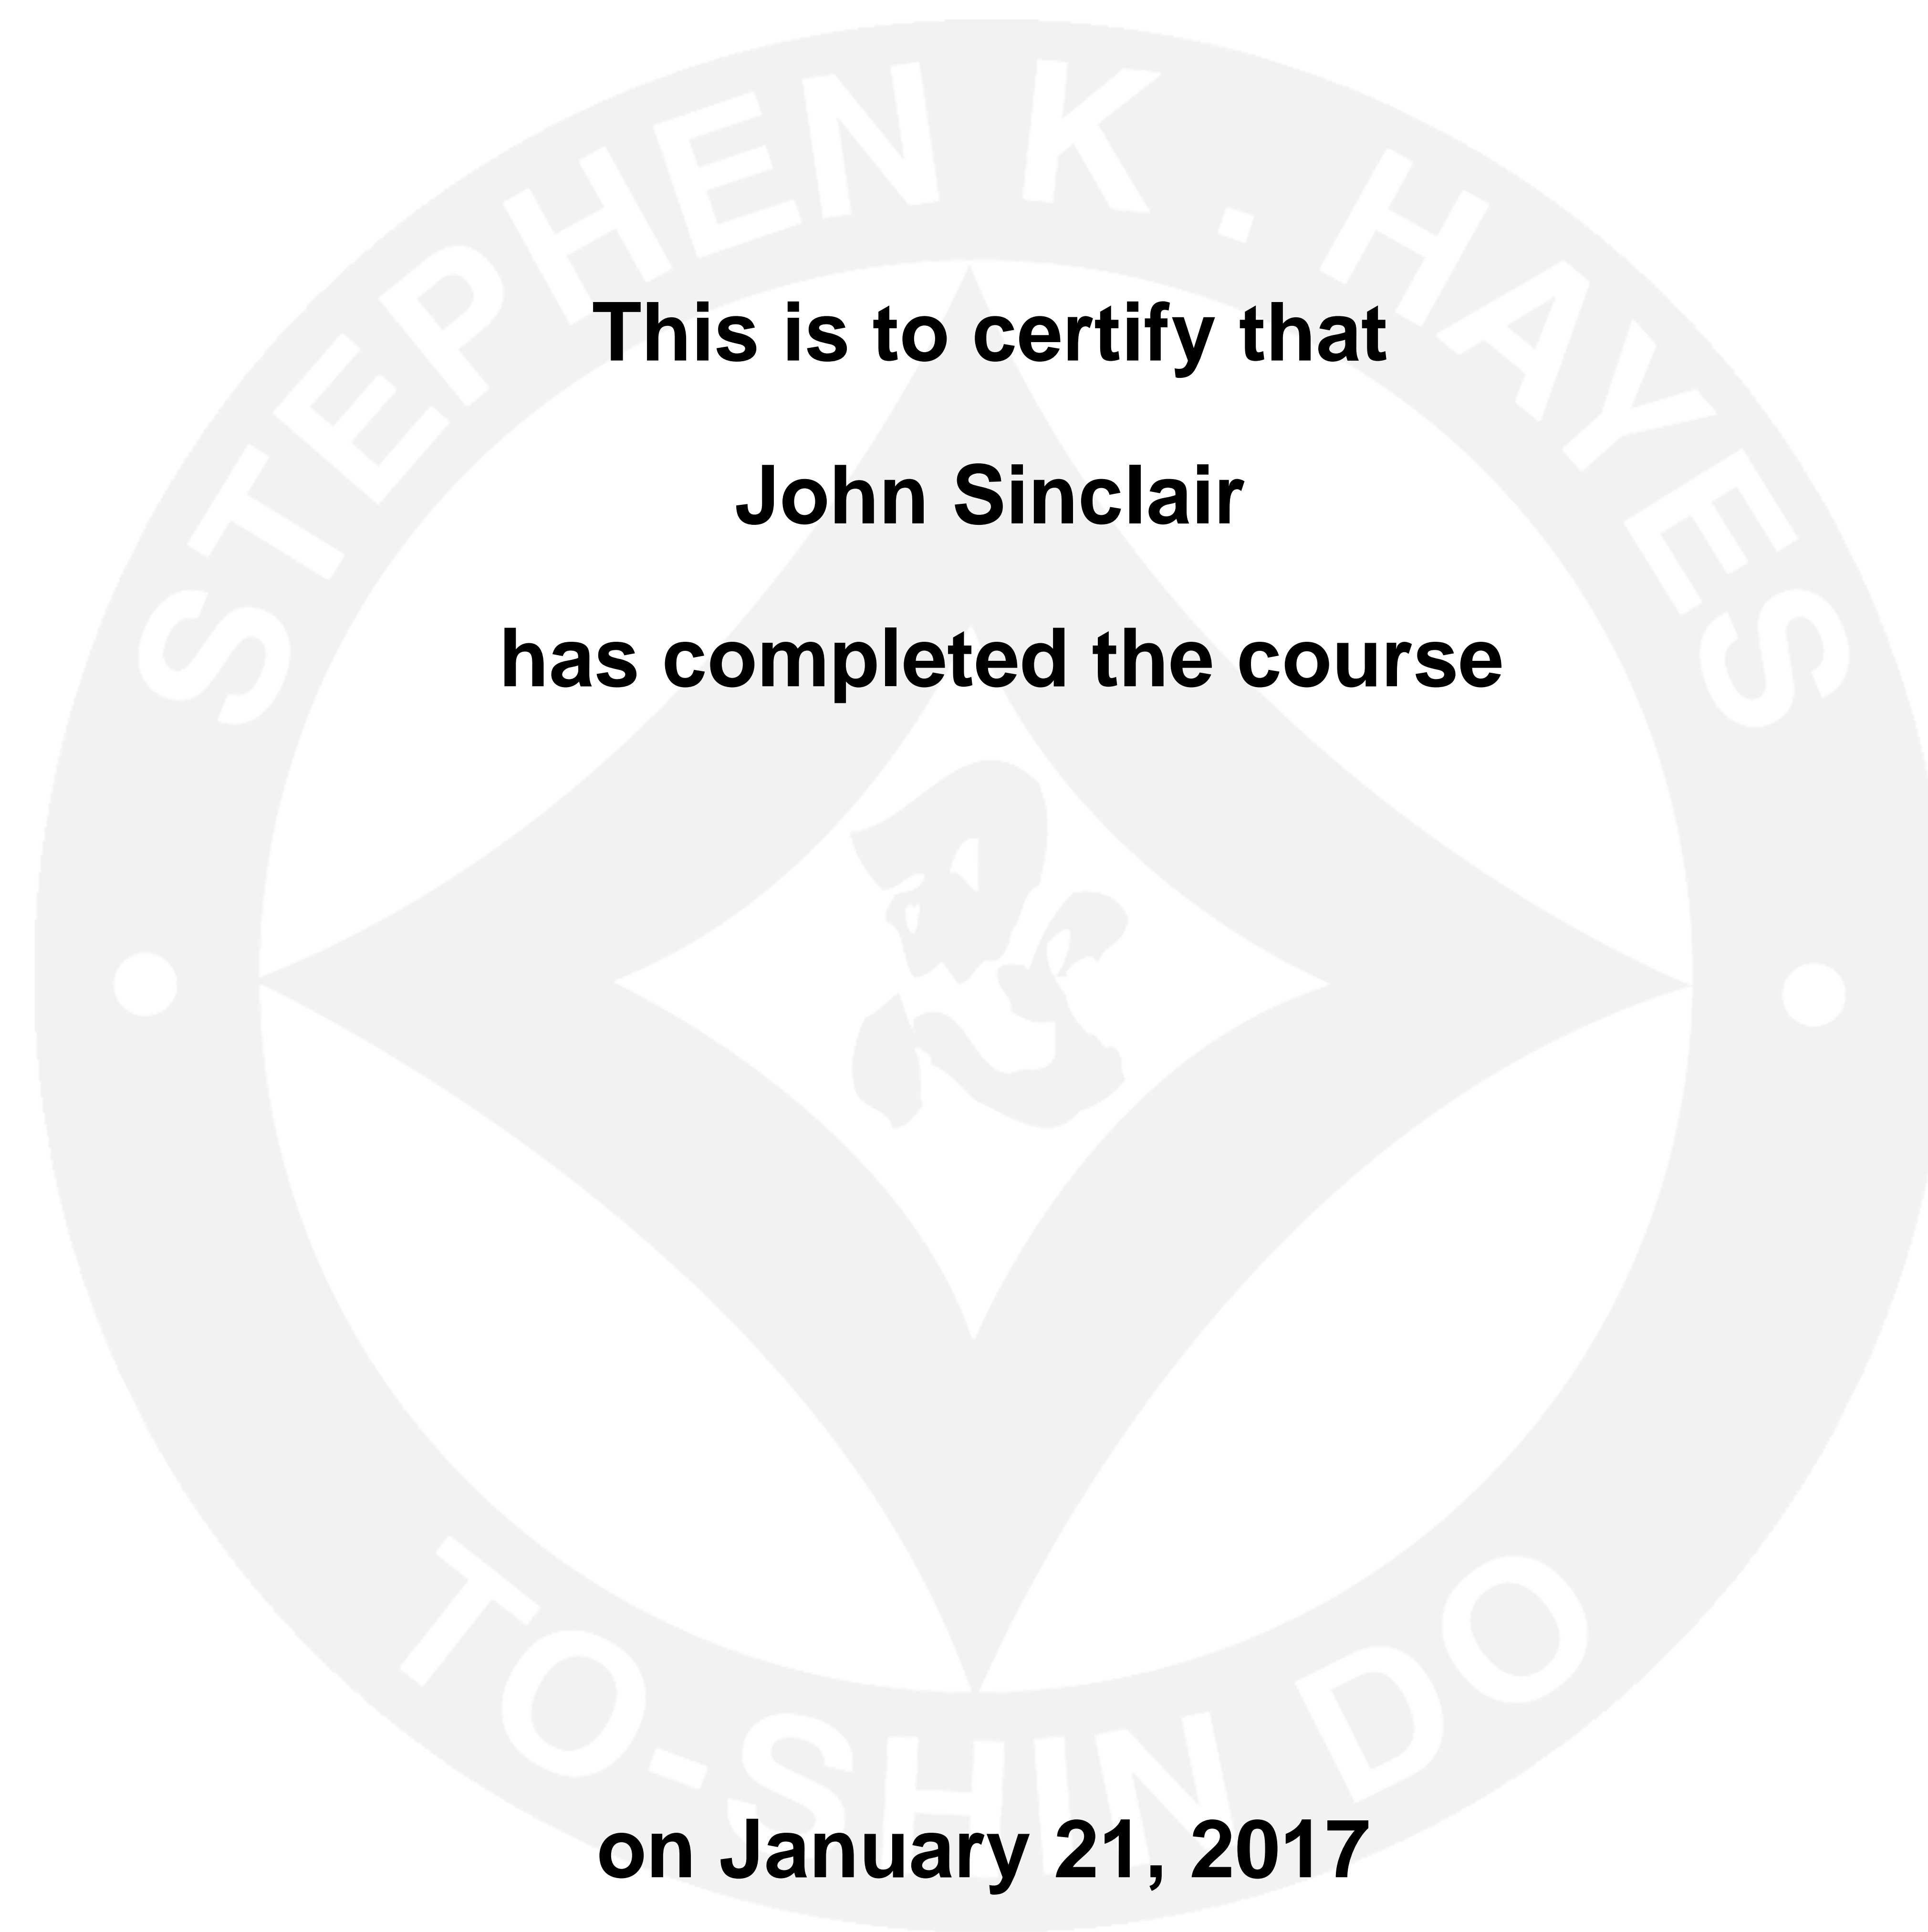 STEPHEN K. HAYES
This is to certify that
John Sinclair
has completed the course
忍
TO-SHIN DO
on January 21, 2017